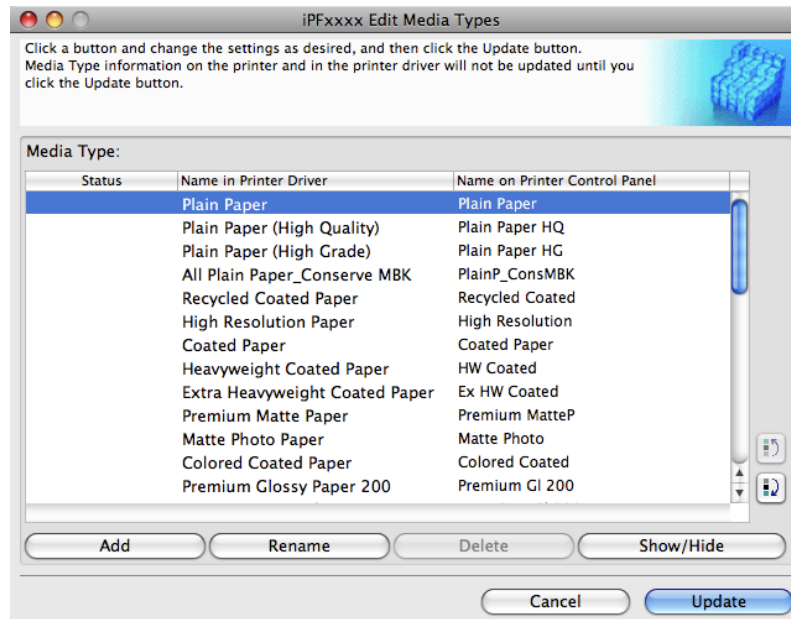 iPFxxxx Edit Media Types
Click a button and change the settings as desired, and then click the Update button.
Media Type information on the printer and in the printer driver will not be updated until you
click the Update button.
Media Type:
Status Name in Printer Driver Name on Printer Control Panel
Plain Paper Plain Paper
Plain Paper (High Quality) Plain Paper HQ
Plain Paper (High Grade) Plain Paper HG
All Plain Paper_Conserve MBK PlainP_ConsMBK
Recycled Coated Paper Recycled Coated
High Resolution Paper High Resolution
Coated Paper Coated Paper
Heavyweight Coated Paper HW Coated
Extra Heavyweight Coated Paper Ex HW Coated
Premium Matte Paper Premium MatteP
Matte Photo Paper Matte Photo
Colored Coated Paper Colored Coated
Premium Glossy Paper 200 Premium Gl 200
Add Rename Delete Show/Hide
Cancel Update